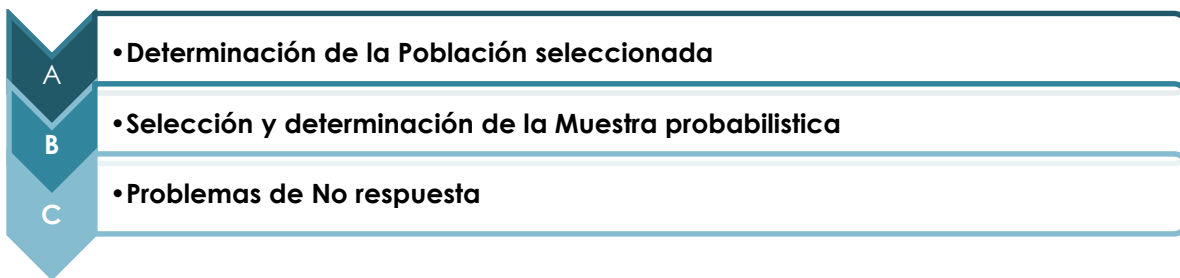 A
•Determinación de la Población seleccionada
B
•Selección y determinación de la Muestra probabilistica
C
•Problemas de No respuesta